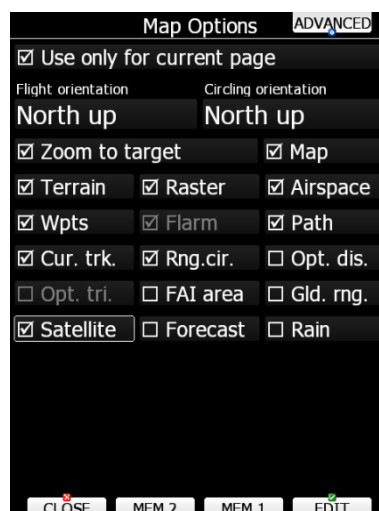 Map Options ADVANCED
Use only for current page
Flight orientation Circling orientation
North up North up
Zoom to target Map
Terrain Raster Airspace
Wpts Flarm Path
Cur. trk. Rng.cir. Opt. dis.
Opt. tri. FAI area Gld. rng.
Satellite Forecast Rain
CLOSE MEM 2 MEM 1 EDIT